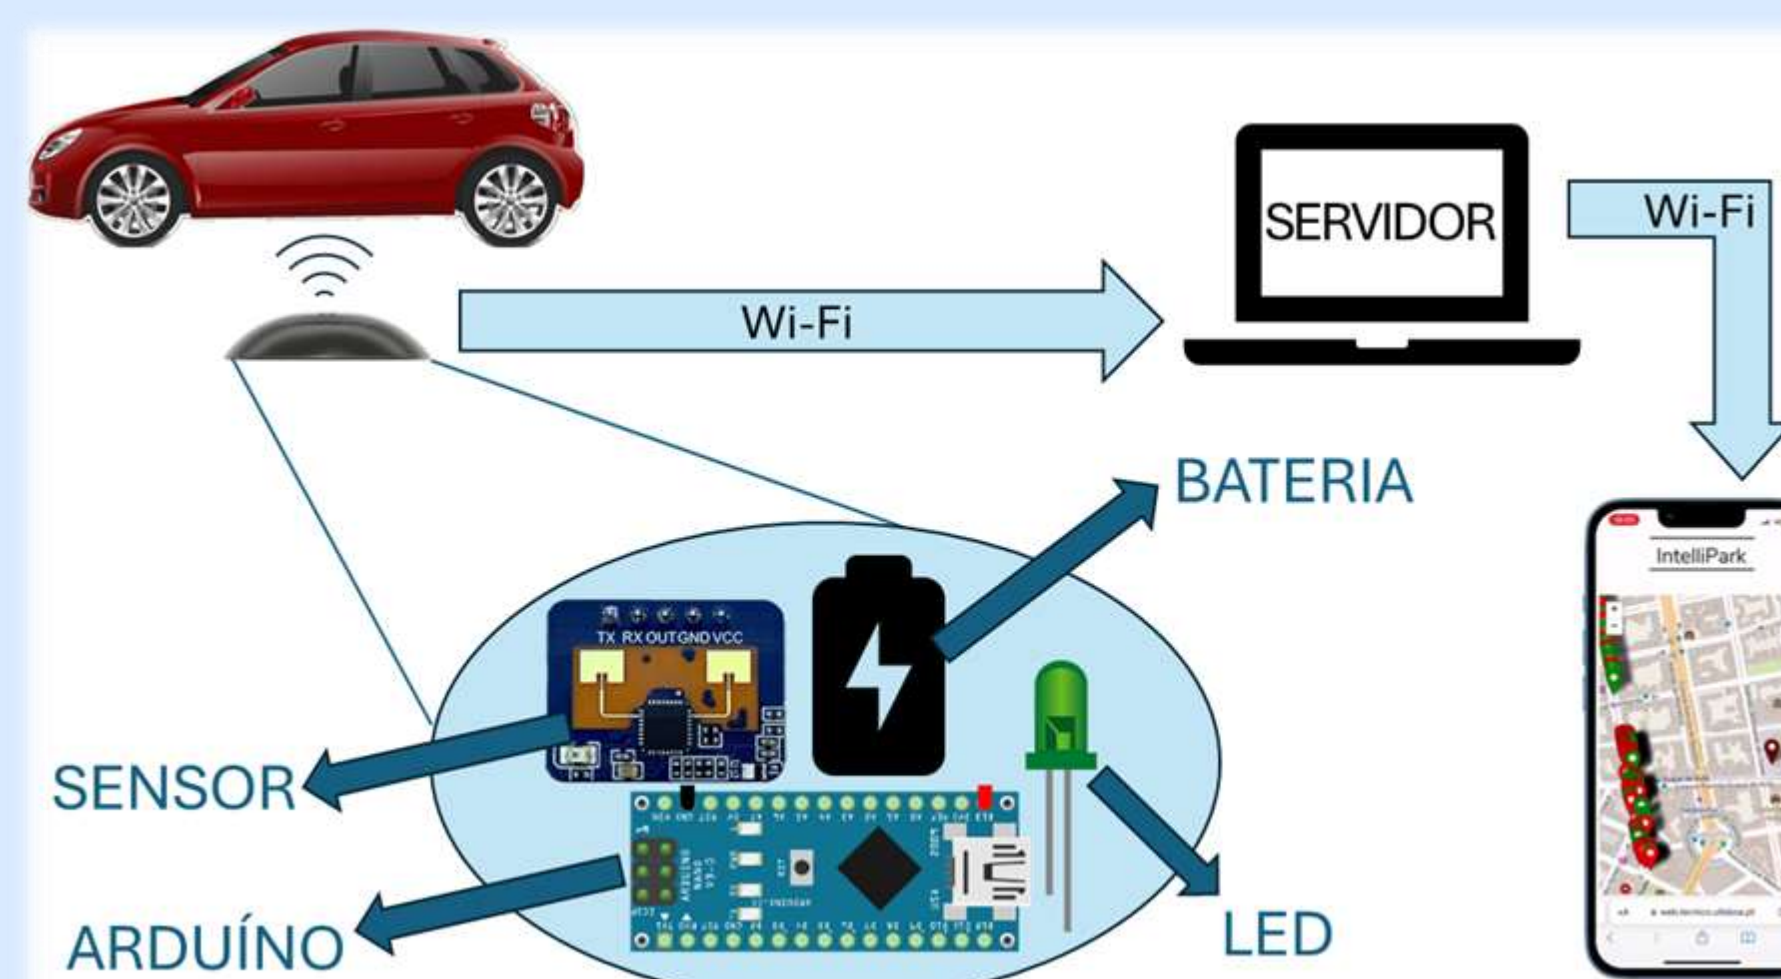 SERVIDOR
Wi-Fi
Wi-Fi
BATERIA
IntelliPark
TX RX OUT GND VCC
SENSOR
ARDUÍNO
LED